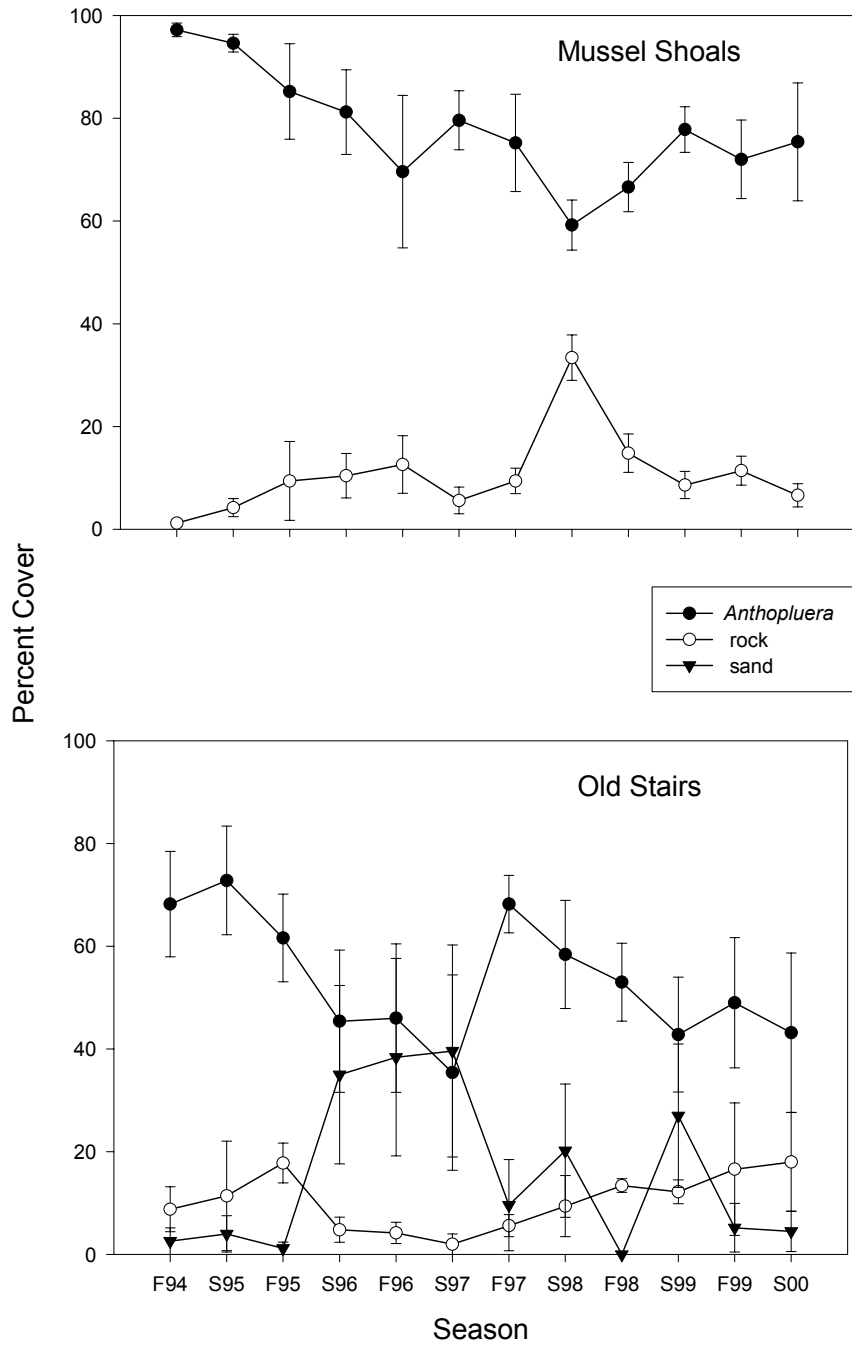 100
80
60
40
20
0
Mussel Shoals
Percent Cover
Anthopluera
rock
sand
100
80
60
40
20
0
Old Stairs
F94 S95 F95 S96 F96 S97 F97 S98 F98 S99 F99 S00
Season